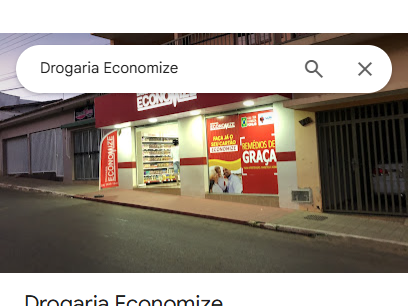 Drogaria Economize
ECONOMIZE
ECONOMIZE
FAÇA JÁ O
SEU CARTÃO
ECONOMIZE
REMÉDIOS DE
GRAÇA
Drogaria Economize